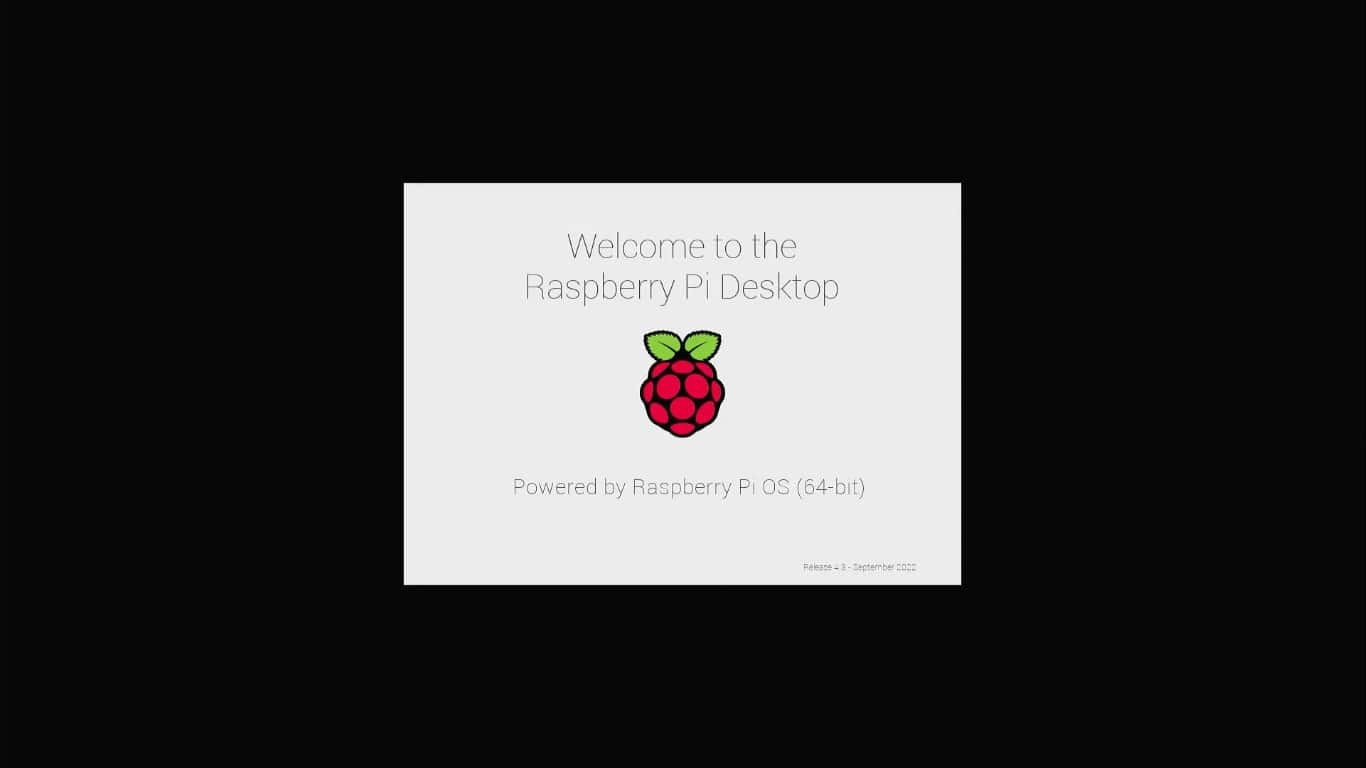 Welcome to the
Raspberry Pi Desktop
Powered by Raspberry Pi OS (64-bit)
Release 4.3 - September 2022